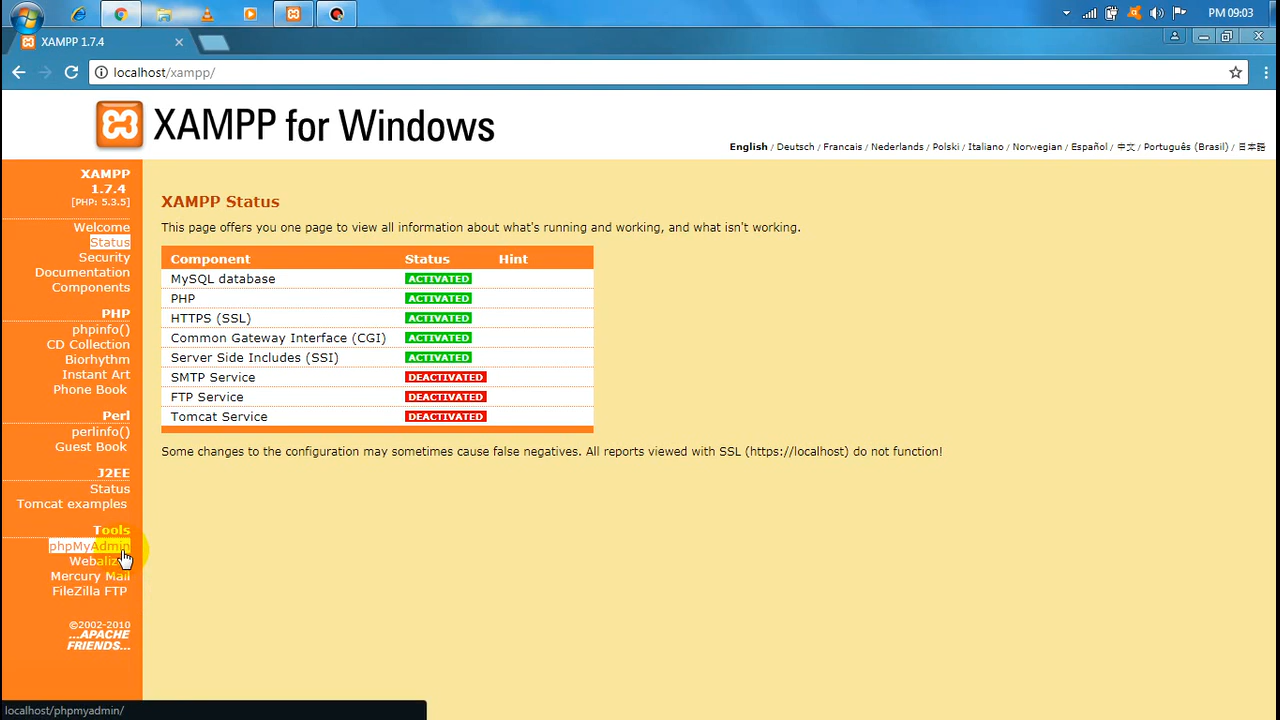 PM 09:03
XAMPP 1.7.4
localhost/xampp/
XAMPP for Windows
English / Deutsch / Francais / Nederlands / Polski / Italiano / Norwegian / Español / 中文 / Português (Brasil) / 日本語
XAMPP
1.7.4
[PHP: 5.3.5]
Welcome
Status
Security
Documentation
Components
PHP
phpinfo()
CD Collection
Biorhythm
Instant Art
Phone Book
Perl
perlinfo()
Guest Book
J2EE
Status
Tomcat examples
Tools
phpMyAdmin
Webalizer
Mercury Mail
FileZilla FTP
©2002-2010
...APACHE
FRIENDS...
XAMPP Status
This page offers you one page to view all information about what's running and working, and what isn't working.
Component Status Hint
MySQL database ACTIVATED
PHP ACTIVATED
HTTPS (SSL) ACTIVATED
Common Gateway Interface (CGI) ACTIVATED
Server Side Includes (SSI) ACTIVATED
SMTP Service DEACTIVATED
FTP Service DEACTIVATED
Tomcat Service DEACTIVATED
Some changes to the configuration may sometimes cause false negatives. All reports viewed with SSL (https://localhost) do not function!
localhost/phpmyadmin/